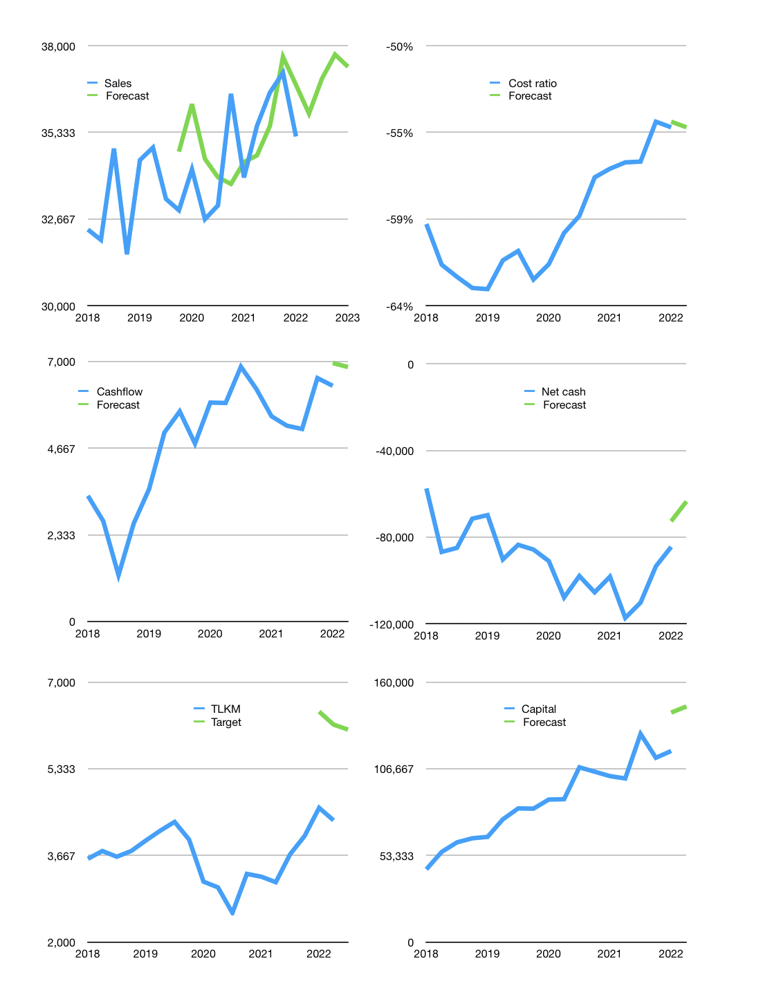 38,000
Sales
Forecast
35,333
32,667
30,000
2018 2019 2020 2021 2022 2023
-50%
Cost ratio
Forecast
-55%
-59%
-64%
2018 2019 2020 2021 2022
7,000
Cashflow
Forecast
4,667
2,333
0
2018 2019 2020 2021 2022
0
Net cash
Forecast
-40,000
-80,000
-120,000
2018 2019 2020 2021 2022
7,000
TLKM
Target
5,333
3,667
2,000
2018 2019 2020 2021 2022
160,000
Capital
Forecast
106,667
53,333
0
2018 2019 2020 2021 2022